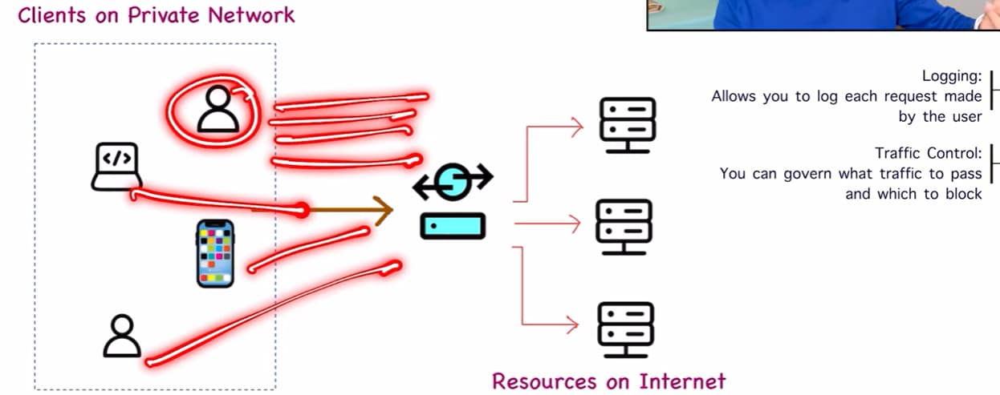 Clients on Private Network
Logging:
Allows you to log each request made
by the user
</>
Traffic Control:
You can govern what traffic to pass
and which to block
Resources on Internet